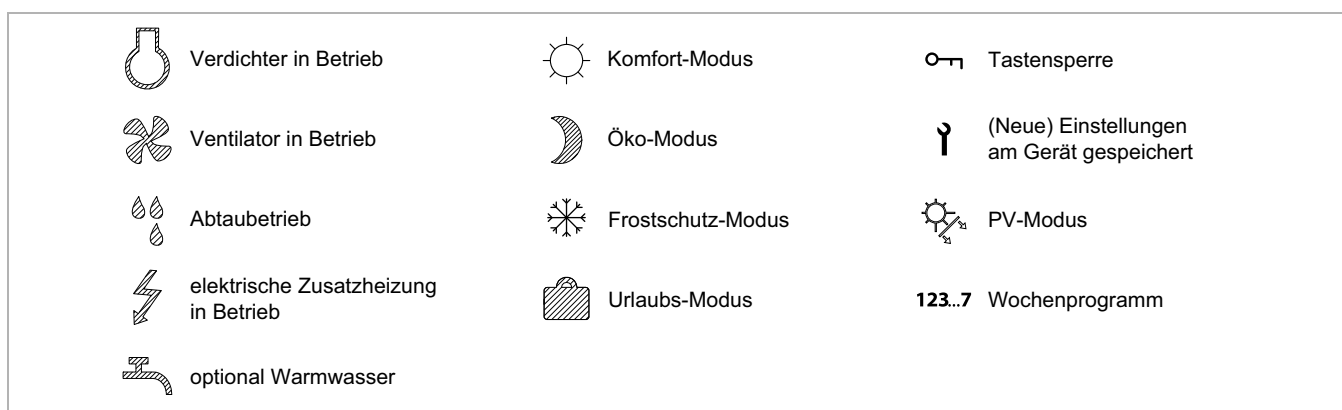 Verdichter in Betrieb
Ventilator in Betrieb
Abtaubetrieb
elektrische Zusatzheizung
in Betrieb
optional Warmwasser
Komfort-Modus
Öko-Modus
Frostschutz-Modus
Urlaubs-Modus
Tastensperre
(Neue) Einstellungen
am Gerät gespeichert
PV-Modus
123...7 Wochenprogramm